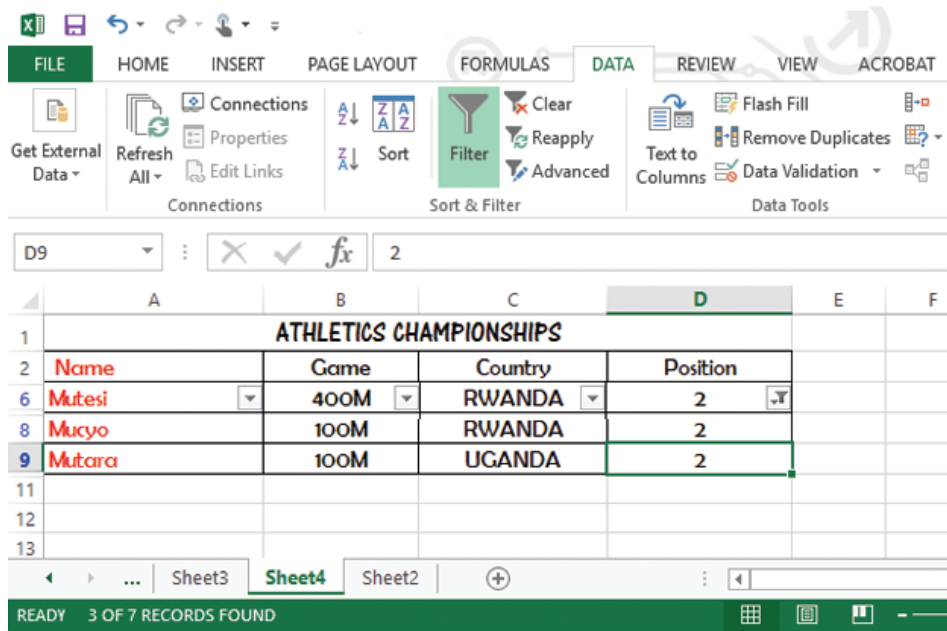 FILE HOME INSERT PAGE LAYOUT FORMULAS DATA REVIEW VIEW ACROBAT
Get External Data
Refresh All
Connections
Properties
Edit Links
Connections
A Z
Z A
Z A A Z
Sort
Filter
Clear
Reapply
Advanced
Sort & Filter
Text to Columns
Flash Fill
Remove Duplicates
Data Validation
Data Tools
D9 fx 2
A B C D E F
1 ATHLETICS CHAMPIONSHIPS
2 Name Game Country Position
6 Mutesi 400M RWANDA 2
8 Mucyo 100M RWANDA 2
9 Mutara 100M UGANDA 2
11
12
13
... Sheet3 Sheet4 Sheet2
READY 3 OF 7 RECORDS FOUND